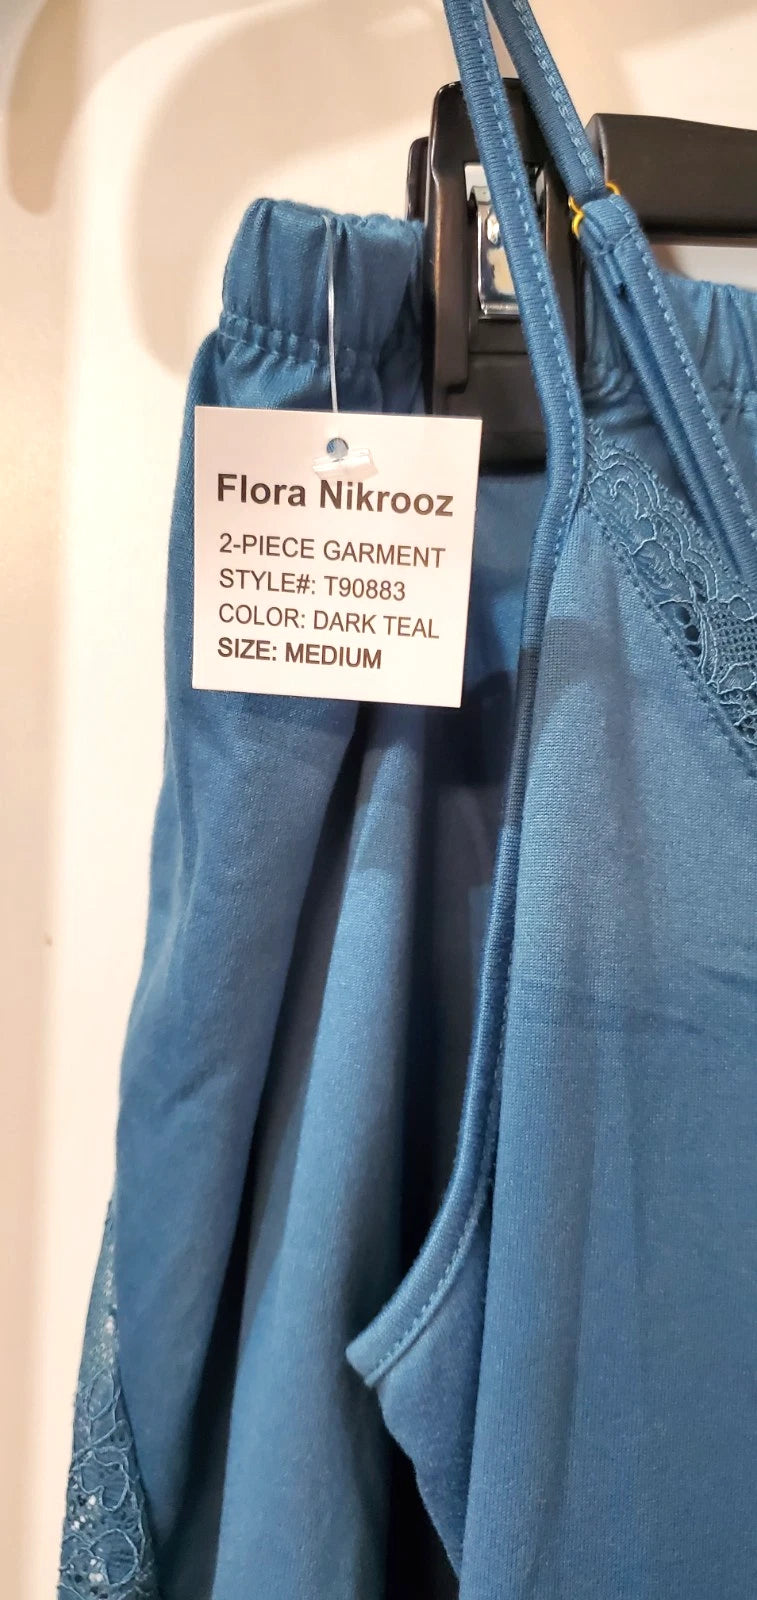 Flora Nikrooz
2-PIECE GARMENT
STYLE#: T90883
COLOR: DARK TEAL
SIZE: MEDIUM